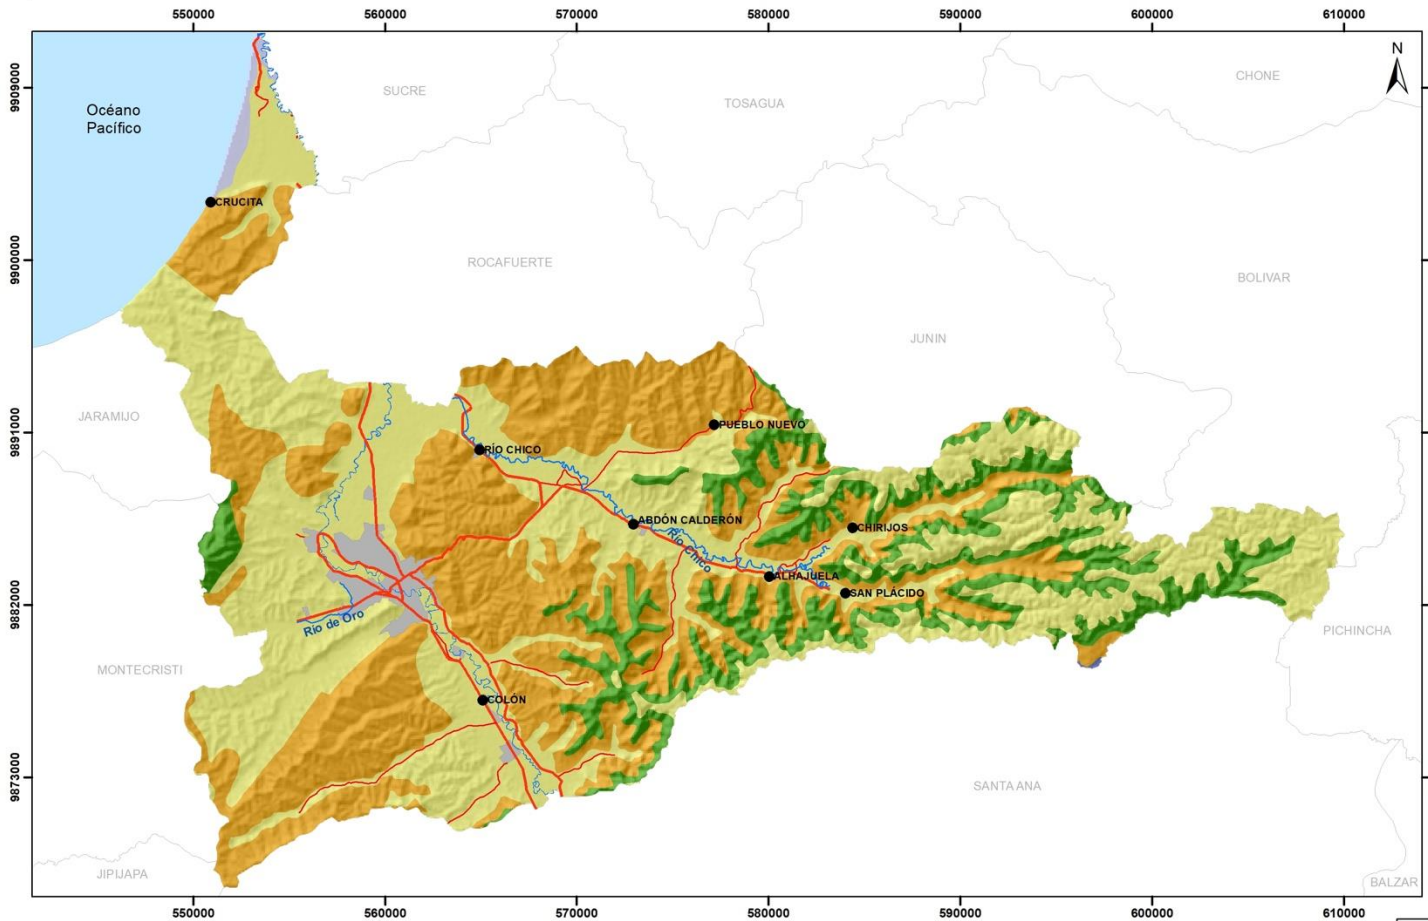 550000 560000 570000 580000 590000 600000 610000
N
9909000
CHONE
SUCRE
TOSAGUA
Océano
Pacífico
CRUCITA
9900000
ROCAFUERTE
BOLIVAR
JUNIN
JARAMIJO
9891000
PUEBLO NUEVO
RÍO CHICO
ABDÓN CALDERÓN
CHIRIJOS
Río Chico
ALHAJUELA
SAN PLÁCIDO
9882000
Río de Oro
PICHINCHA
MONTECRISTI
COLÓN
9873000
SANTA ANA
JIPIJAPA
BALZAR
550000 560000 570000 580000 590000 600000 610000